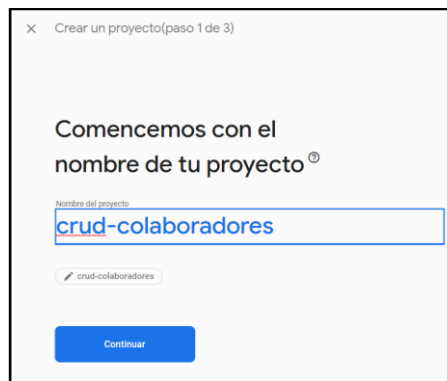 Crear un proyecto(paso 1 de 3)
Comencemos con el
nombre de tu proyecto
Nombre del proyecto
crud-colaboradores
crud-colaboradores
Continuar